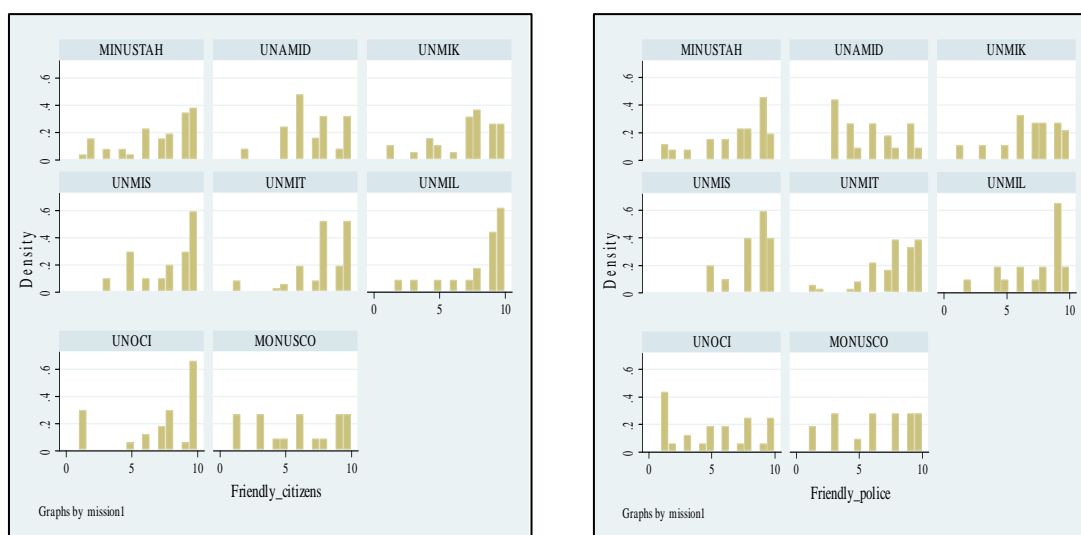 MINUSTAH UNAMID UNMIK
.6
.4
.2
0
UNMIS UNMIT UNMIL
.6
.4
.2
0
0 5 10
UNOCI MONUSCO
.6
.4
.2
0
0 5 10 0 5 10
Density
Friendly_citizens
Graphs by mission1
MINUSTAH UNAMID UNMIK
.6
.4
.2
0
UNMIS UNMIT UNMIL
.6
.4
.2
0
0 5 10
UNOCI MONUSCO
.6
.4
.2
0
0 5 10 0 5 10
Density
Friendly_police
Graphs by mission1